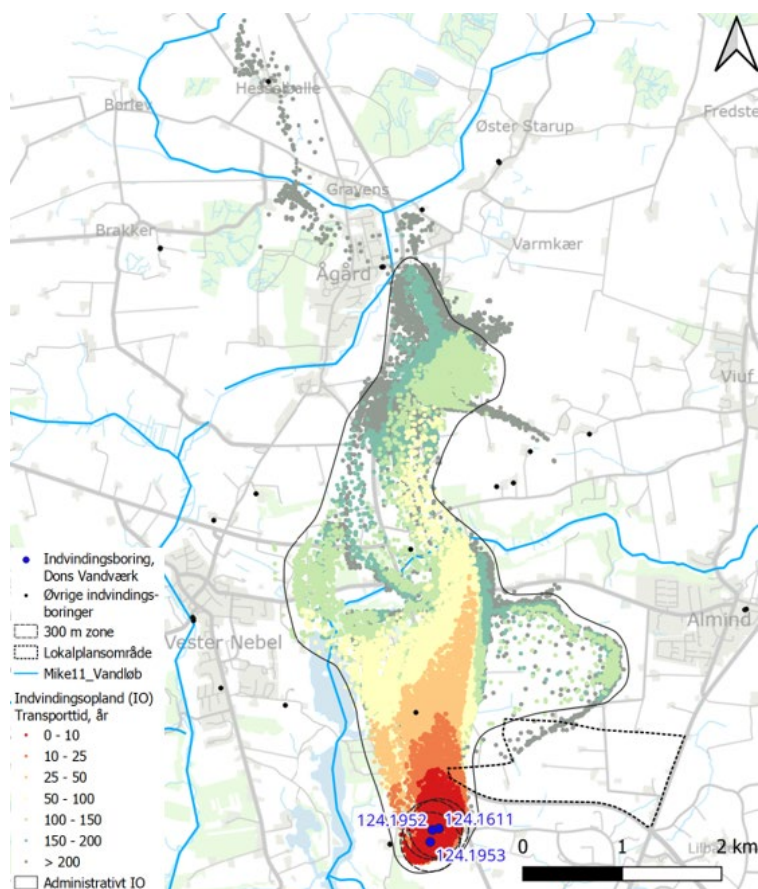 Hesselballe
Børlev
Fredste
Øster Starup
Gravens
Brakker
Varmkær
Ågård
Viuf
Almind
Vester Nebel
124.1952
124.1611
124.1953
Indvindingsboring,
Dons Vandværk
Øvrige indvindings-
boringer
300 m zone
Lokalplansområde
Mike11_Vandløb
Indvindingsopland (IO)
Transporttid, år
0 - 10
10 - 25
25 - 50
50 - 100
100 - 150
150 - 200
> 200
Administrativt IO
0 1 2 km